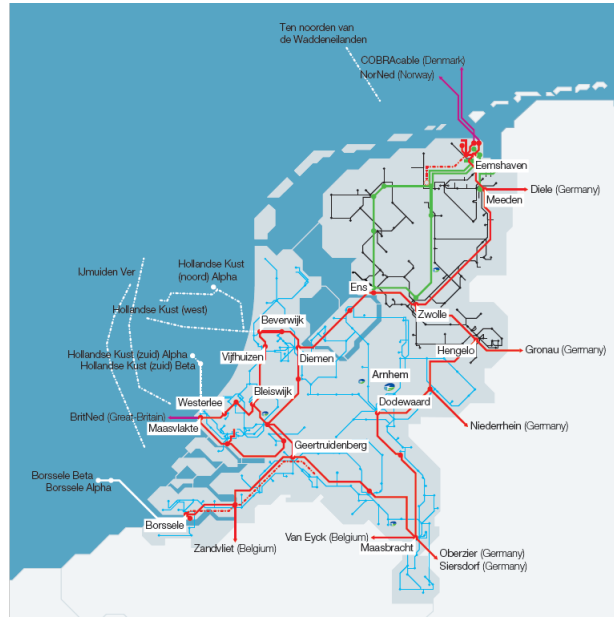 Ten noorden van
de Waddeneilanden
COBRAcable (Denmark)
NorNed (Norway)
Eemshaven
Diele (Germany)
Meeden
Hollandse Kust
(noord) Alpha
IJmuiden Ver
Ens
Hollandse Kust (west)
Zwolle
Beverwijk
Hengelo
Gronau (Germany)
Hollandse Kust (zuid) Alpha
Hollandse Kust (zuid) Beta
Vijfhuizen
Diemen
Arnhem
Bleiswijk
Westerlee
Dodewaard
BritNed (Great-Britain)
Maasvlakte
Niederrhein (Germany)
Geertruidenberg
Borssele Beta
Borssele Alpha
Borssele
Van Eyck (Belgium)
Zandvliet (Belgium)
Maasbracht
Oberzier (Germany)
Siersdorf (Germany)